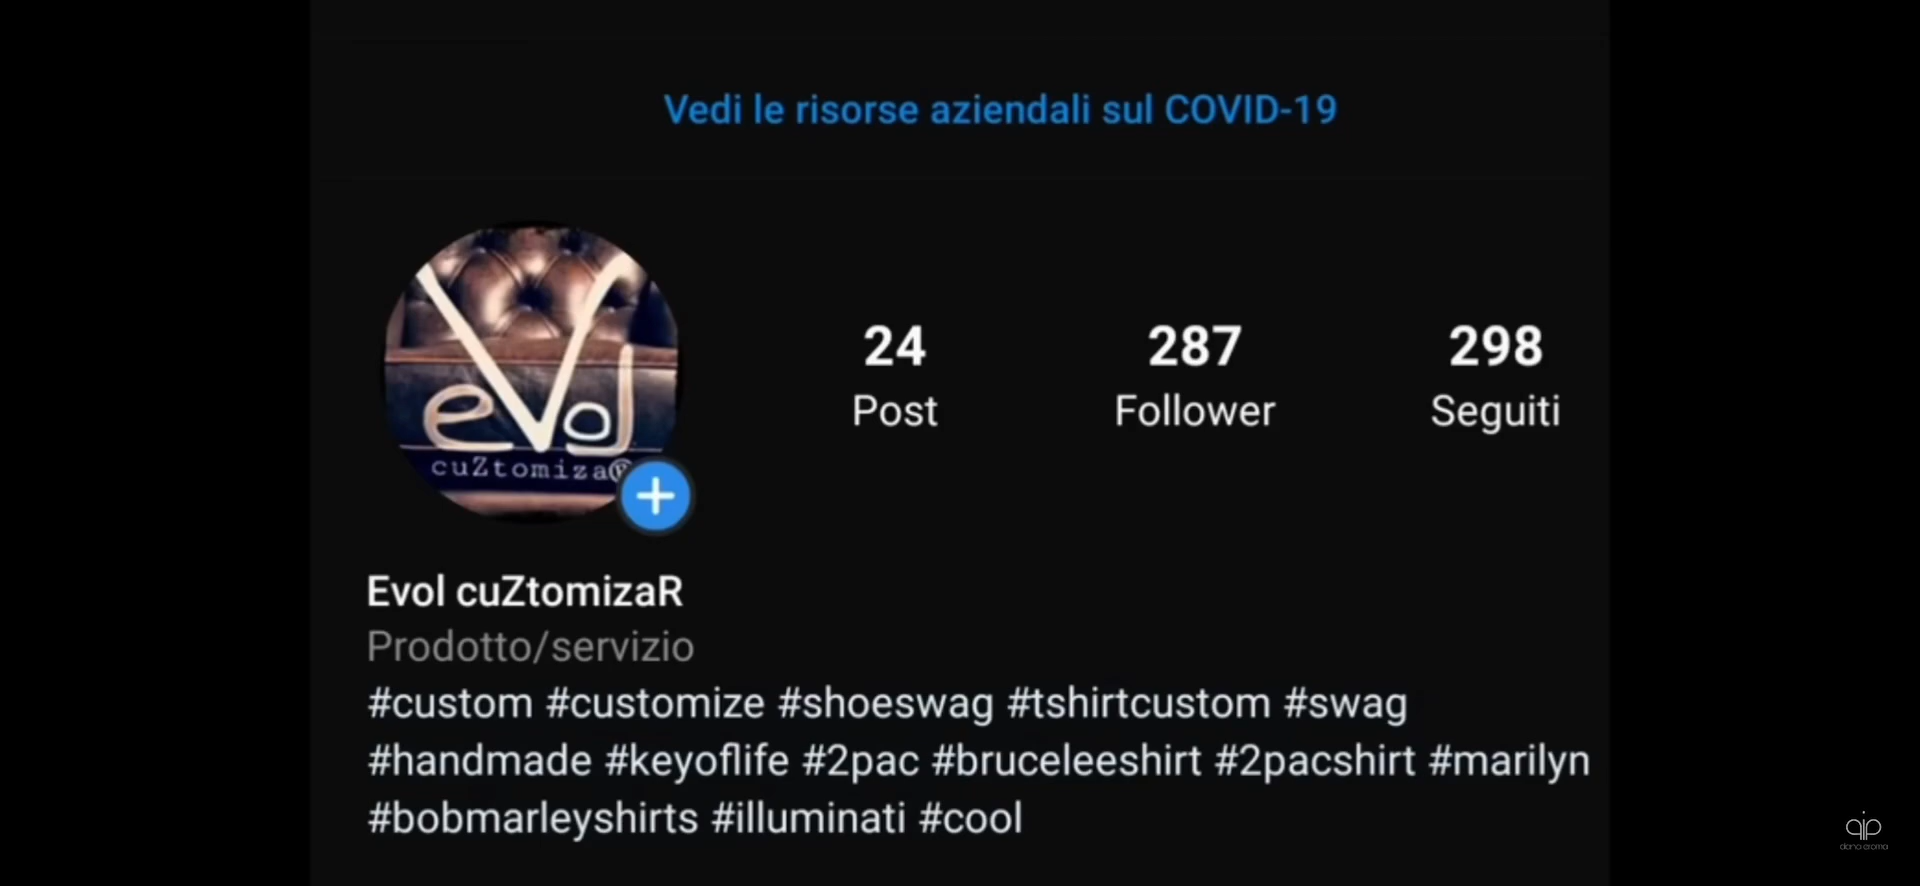 Vedi le risorse aziendali sul COVID-19
evol
cuZtomiza®
24
Post
287
Follower
298
Seguiti
Evol cuZtomizaR
Prodotto/servizio
#custom #customize #shoeswag #tshirtcustom #swag
#handmade #keyoflife #2pac #bruceleeshirt #2pacshirt #marilyn
#bobmarleyshirts #illuminati #cool